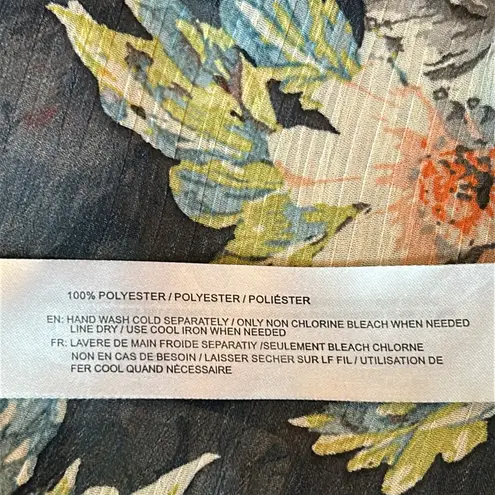 100% POLYESTER / POLYESTER / POLIÉSTER
EN: HAND WASH COLD SEPARATELY / ONLY NON CHLORINE BLEACH WHEN NEEDED
LINE DRY / USE COOL IRON WHEN NEEDED
FR: LAVERE DE MAIN FROIDE SEPARATIY /SEULEMENT BLEACH CHLORNE
NON EN CAS DE BESOIN / LAISSER SECHER SUR LF FIL / UTILISATION DE
FER COOL QUAND NÉCESSAIRE